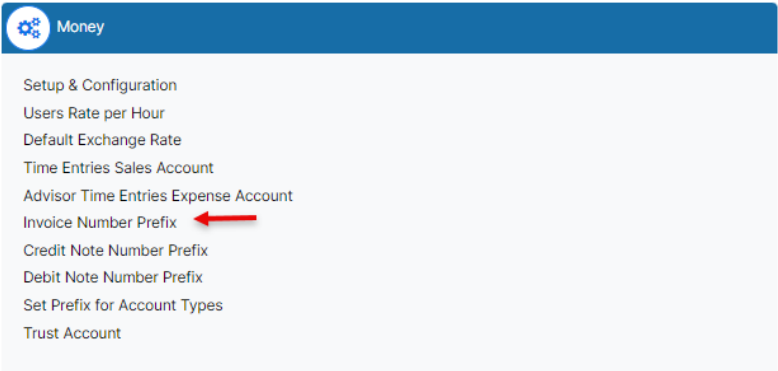 Money
Setup & Configuration
Users Rate per Hour
Default Exchange Rate
Time Entries Sales Account
Advisor Time Entries Expense Account
Invoice Number Prefix
Credit Note Number Prefix
Debit Note Number Prefix
Set Prefix for Account Types
Trust Account